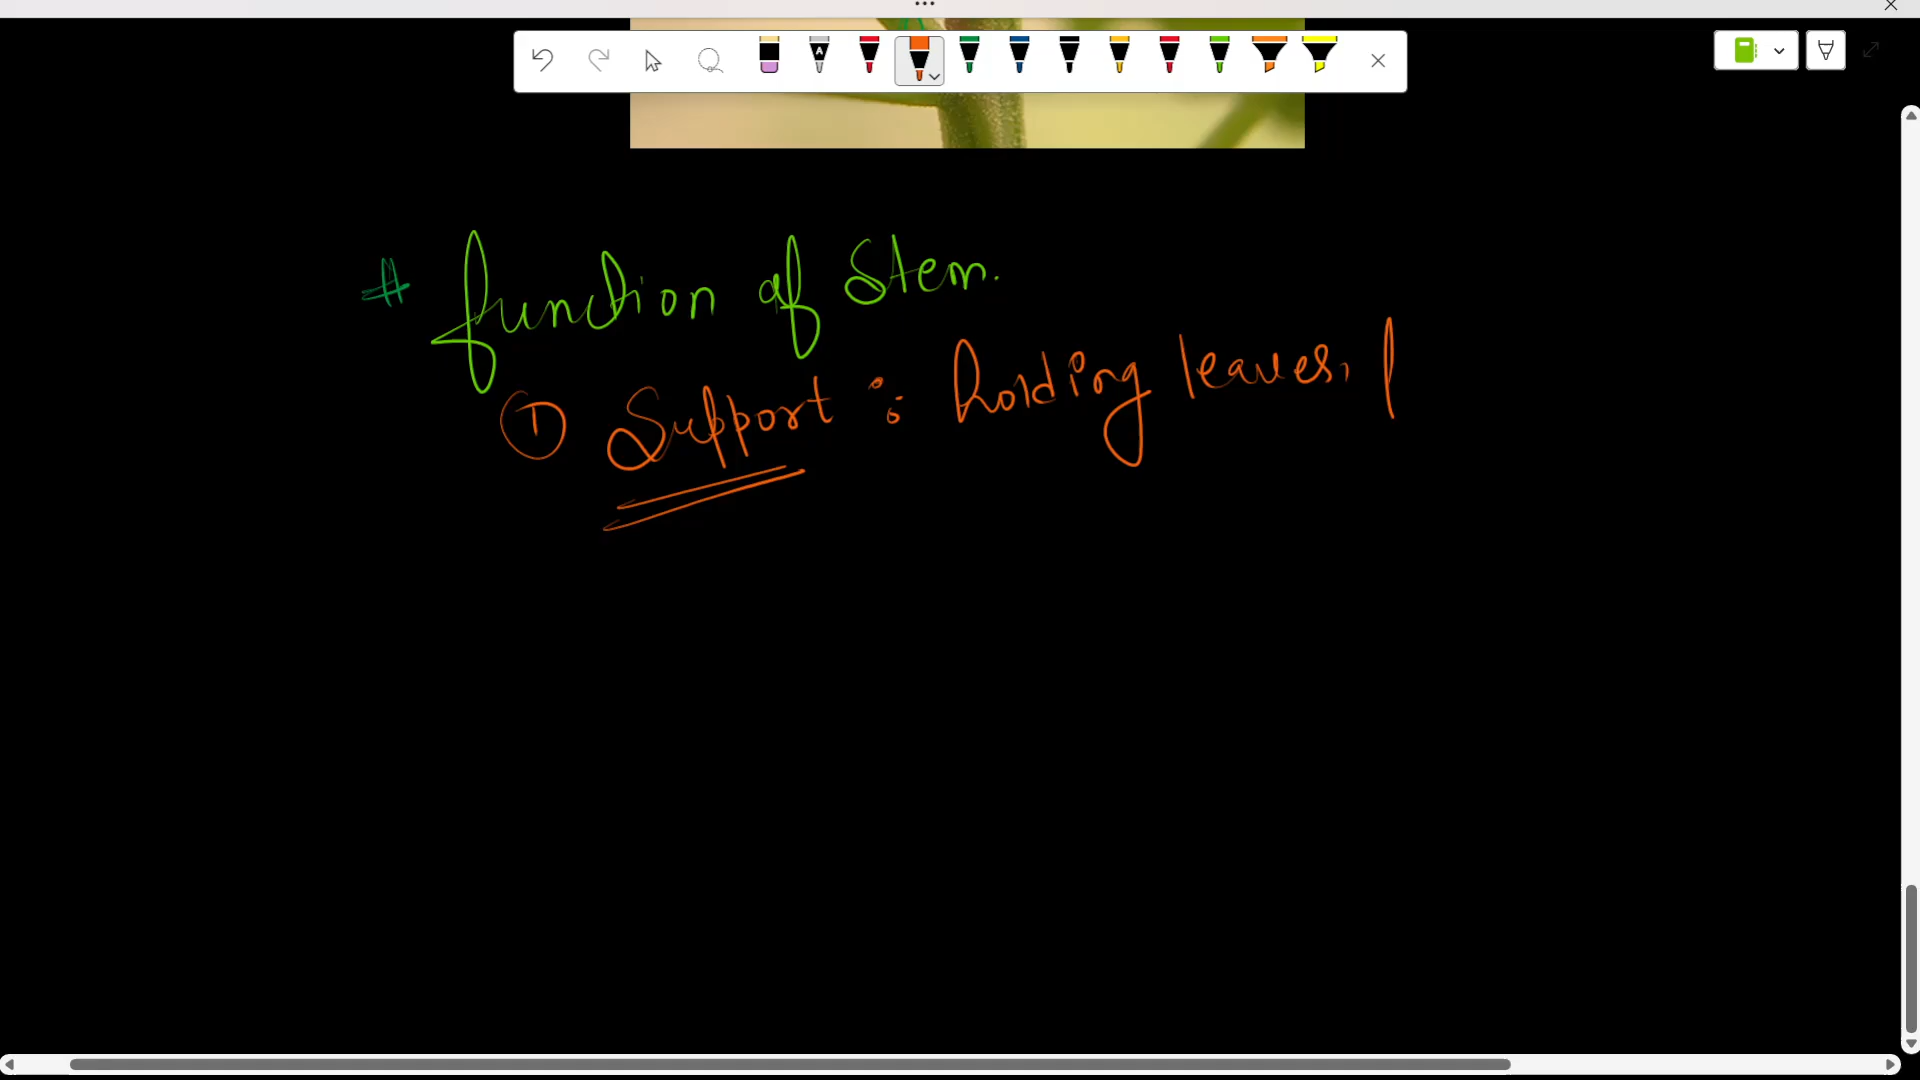 # function of Stem.
① Support : holding leaves,